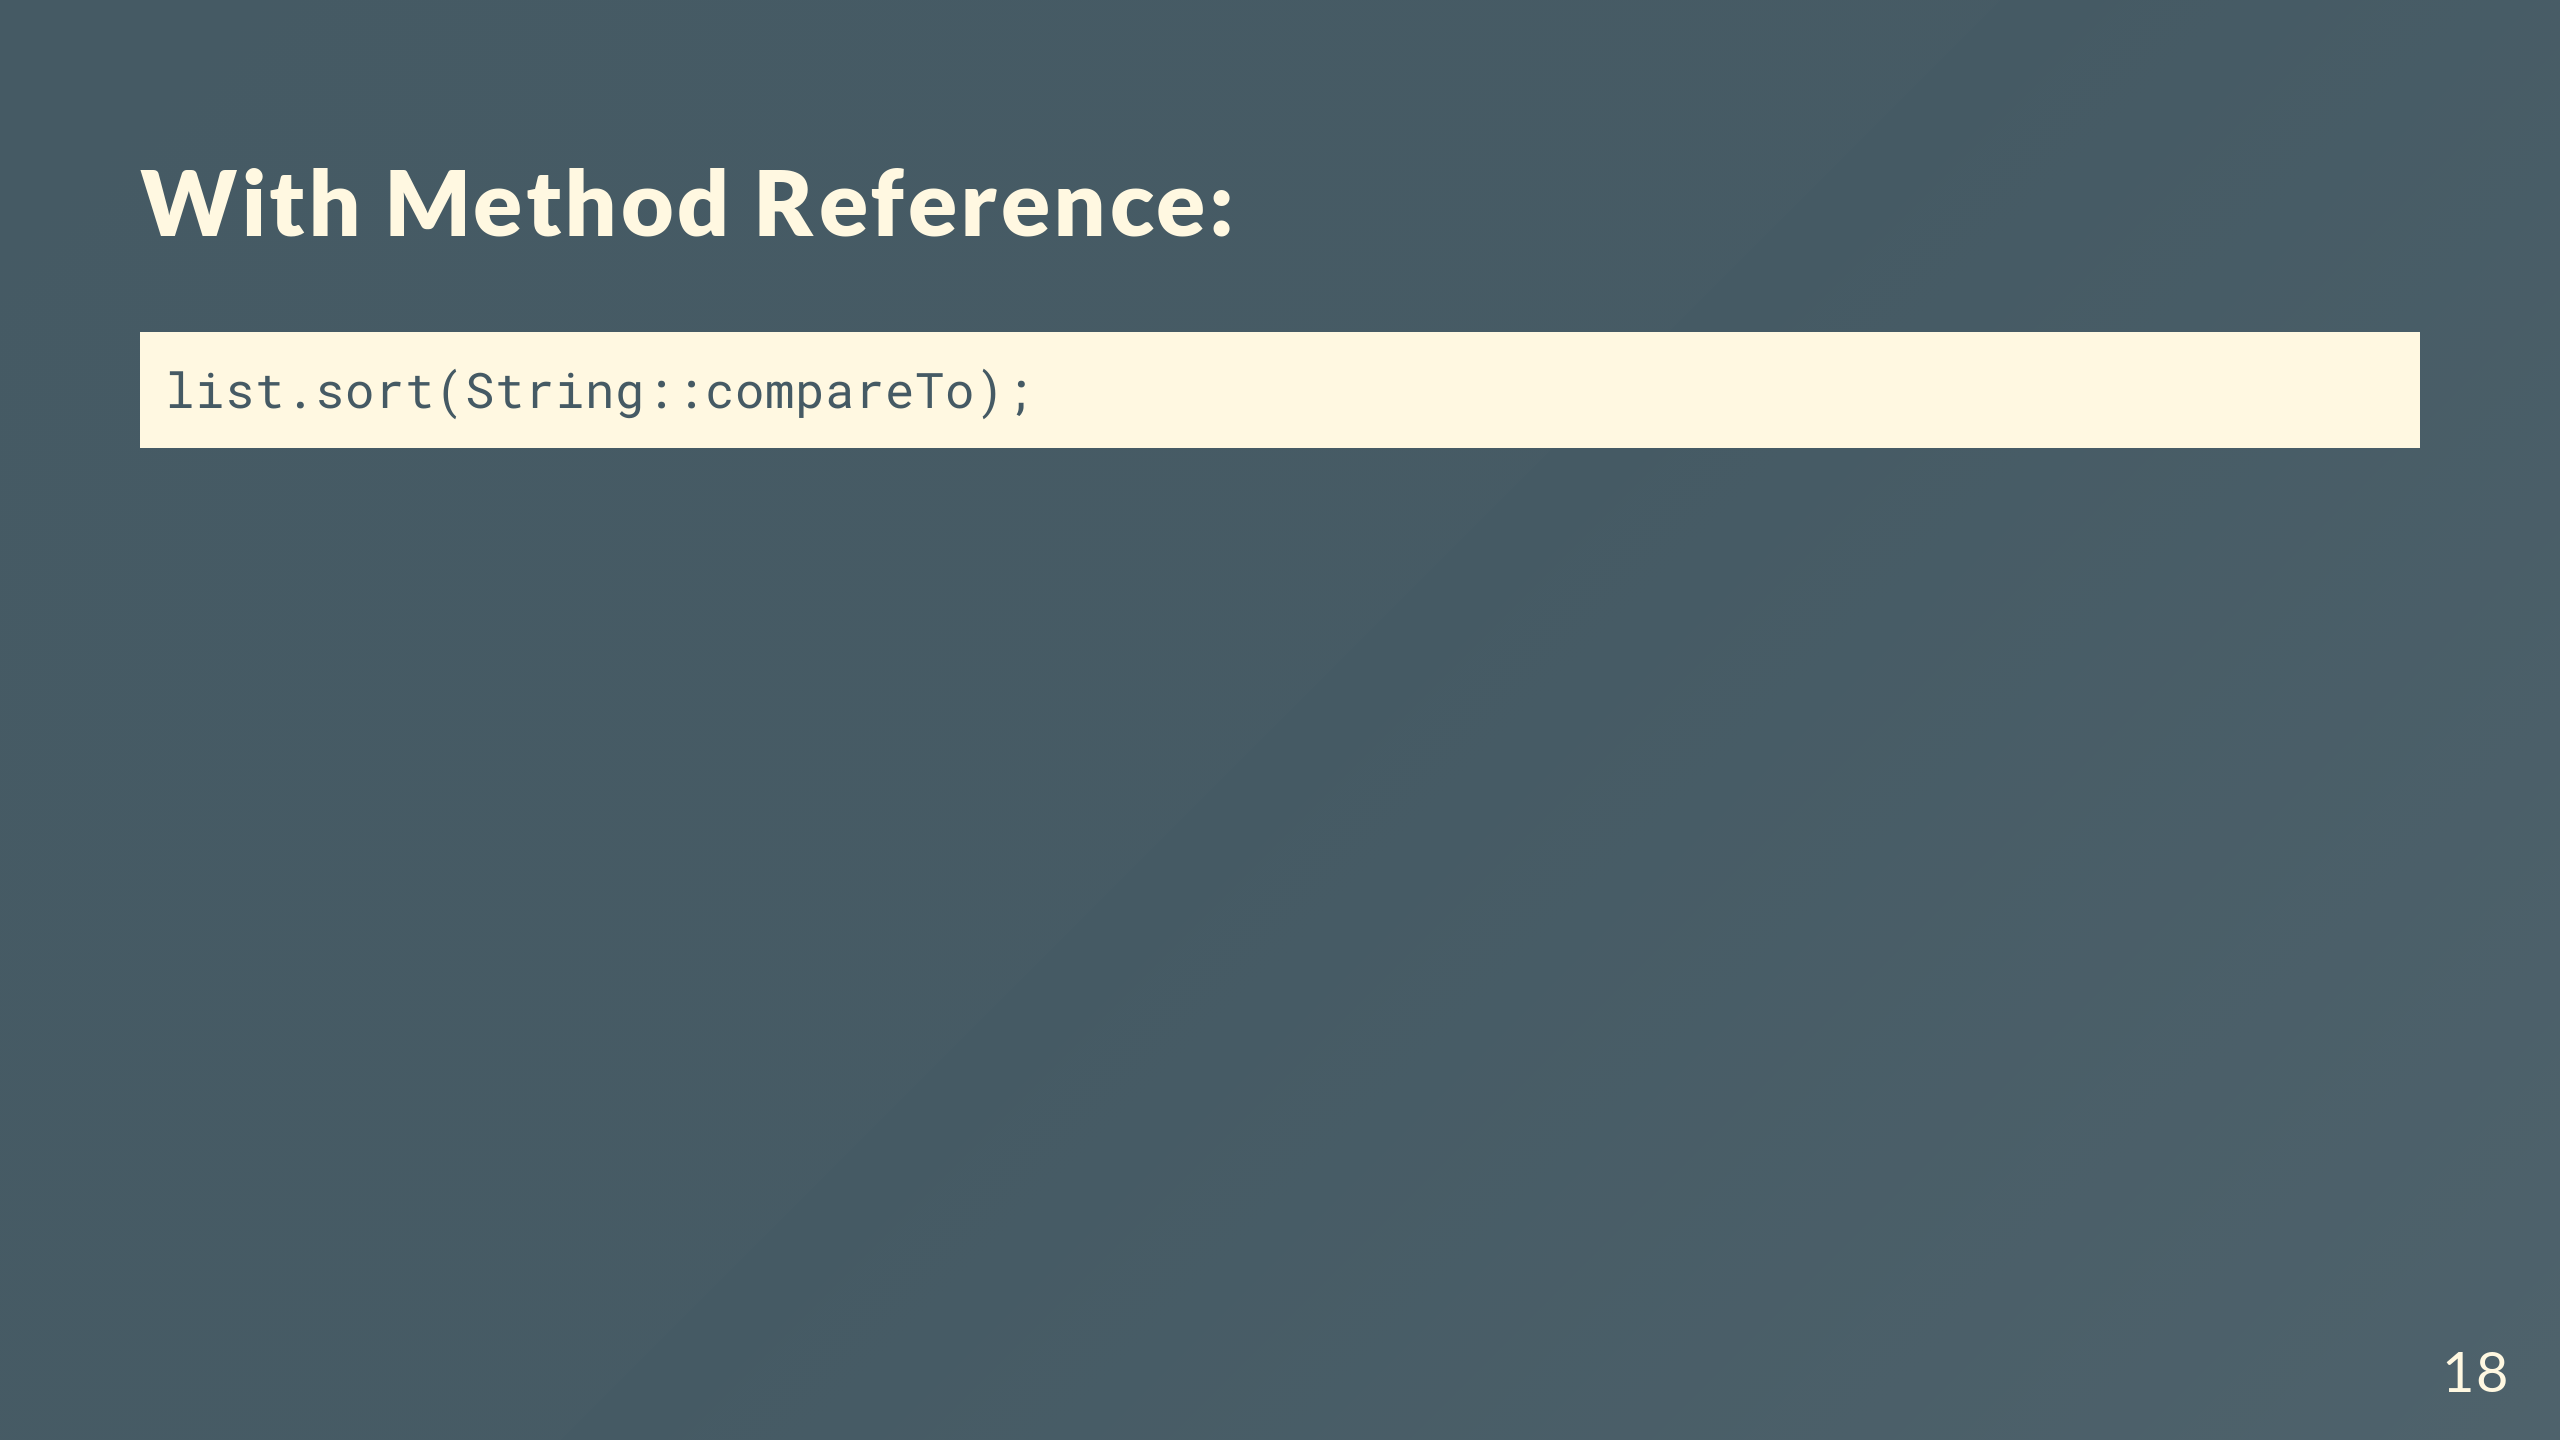 With Method Reference:
list.sort(String::compareTo);
18